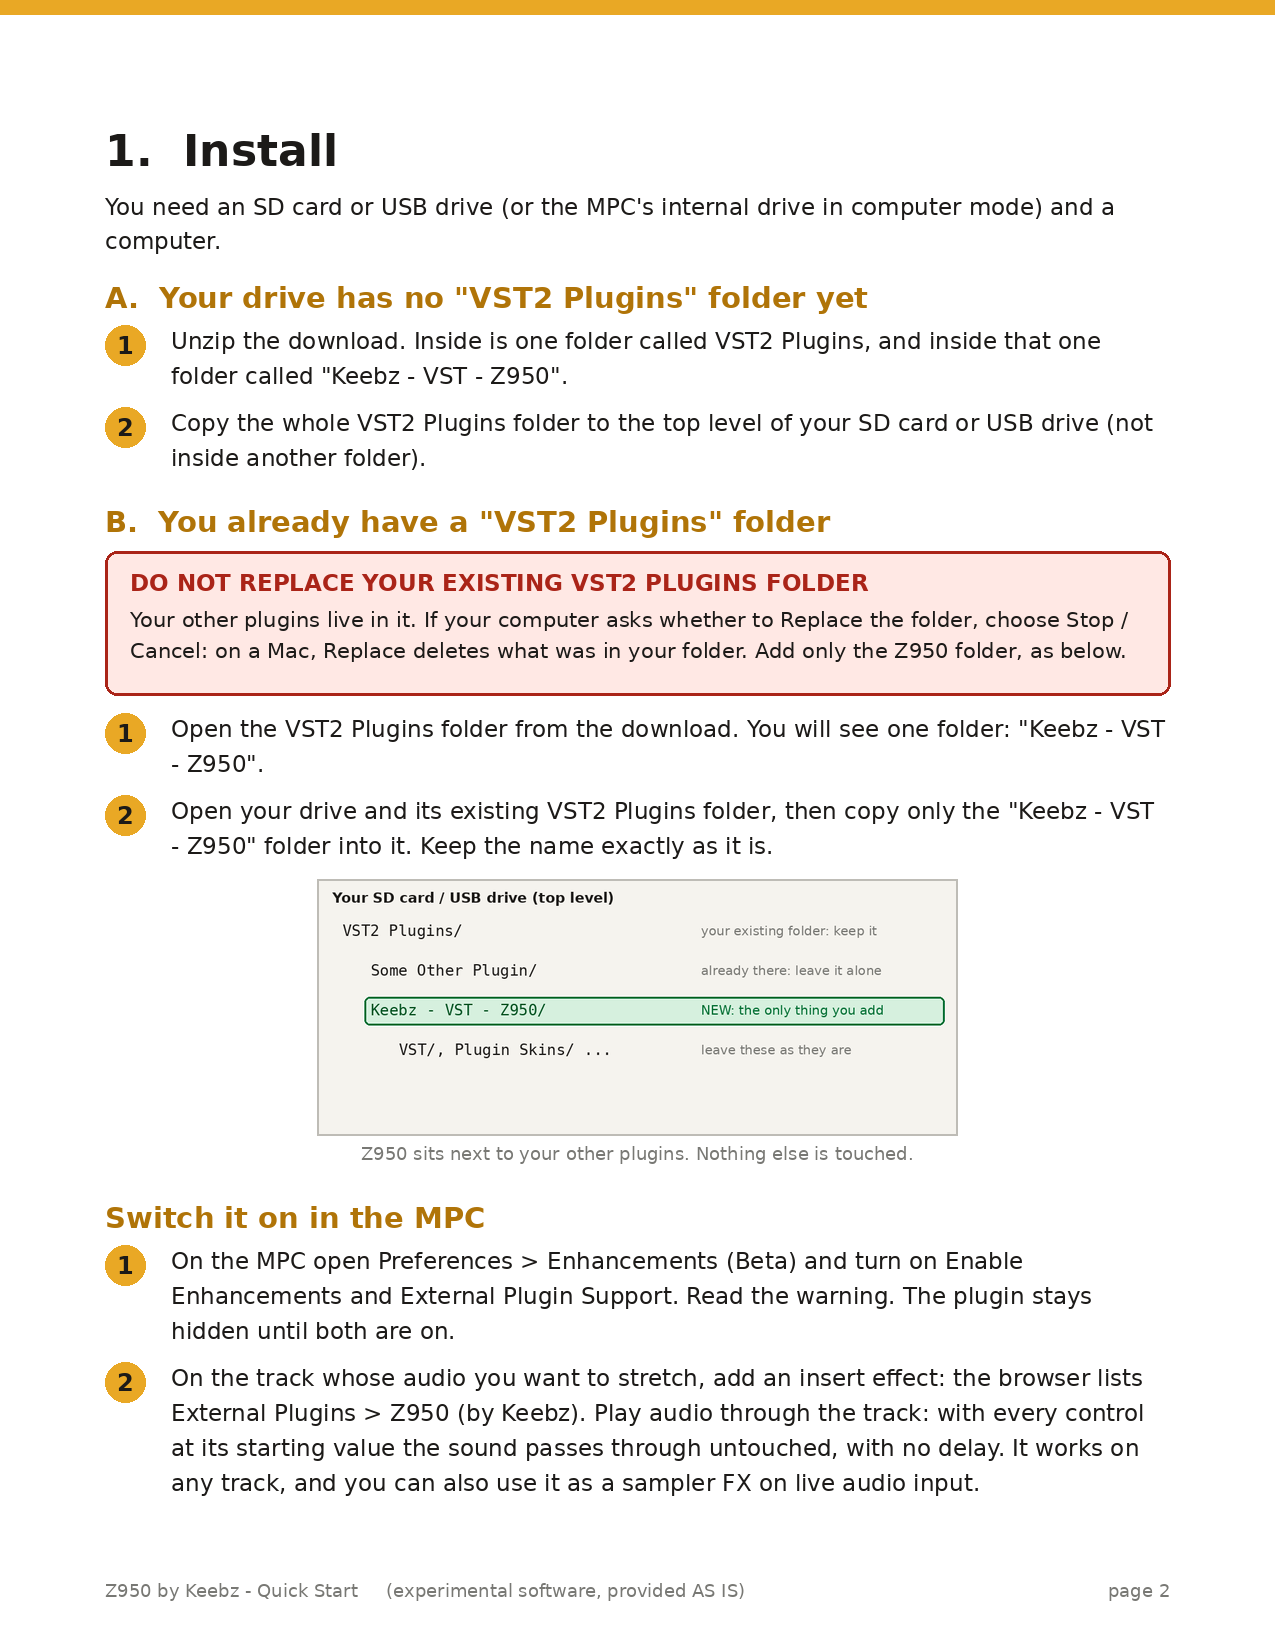 1. Install
You need an SD card or USB drive (or the MPC's internal drive in computer mode) and a
computer.
A. Your drive has no "VST2 Plugins" folder yet
1 Unzip the download. Inside is one folder called VST2 Plugins, and inside that one
folder called "Keebz - VST - Z950".
2 Copy the whole VST2 Plugins folder to the top level of your SD card or USB drive (not
inside another folder).
B. You already have a "VST2 Plugins" folder
DO NOT REPLACE YOUR EXISTING VST2 PLUGINS FOLDER
Your other plugins live in it. If your computer asks whether to Replace the folder, choose Stop /
Cancel: on a Mac, Replace deletes what was in your folder. Add only the Z950 folder, as below.
1 Open the VST2 Plugins folder from the download. You will see one folder: "Keebz - VST
- Z950".
2 Open your drive and its existing VST2 Plugins folder, then copy only the "Keebz - VST
- Z950" folder into it. Keep the name exactly as it is.
Your SD card / USB drive (top level)
VST2 Plugins/ your existing folder: keep it
Some Other Plugin/ already there: leave it alone
Keebz - VST - Z950/ NEW: the only thing you add
VST/, Plugin Skins/ ... leave these as they are
Z950 sits next to your other plugins. Nothing else is touched.
Switch it on in the MPC
1 On the MPC open Preferences > Enhancements (Beta) and turn on Enable
Enhancements and External Plugin Support. Read the warning. The plugin stays
hidden until both are on.
2 On the track whose audio you want to stretch, add an insert effect: the browser lists
External Plugins > Z950 (by Keebz). Play audio through the track: with every control
at its starting value the sound passes through untouched, with no delay. It works on
any track, and you can also use it as a sampler FX on live audio input.
Z950 by Keebz - Quick Start (experimental software, provided AS IS) page 2